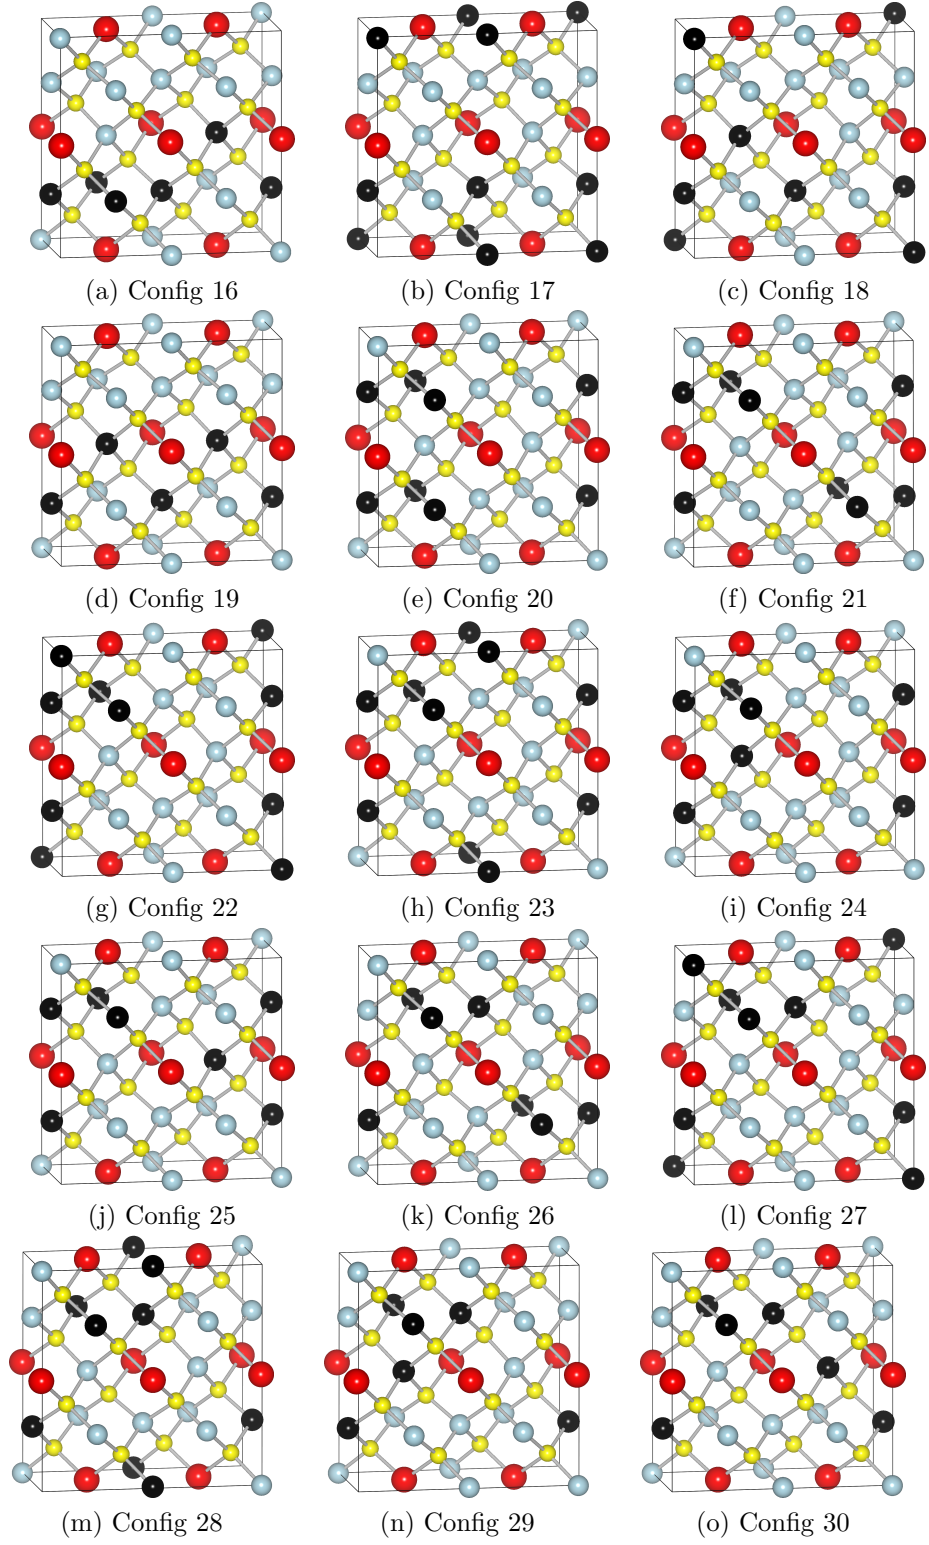 (a) Config 16
(b) Config 17
(c) Config 18
(d) Config 19
(e) Config 20
(f) Config 21
(g) Config 22
(h) Config 23
(i) Config 24
(j) Config 25
(k) Config 26
(l) Config 27
(m) Config 28
(n) Config 29
(o) Config 30